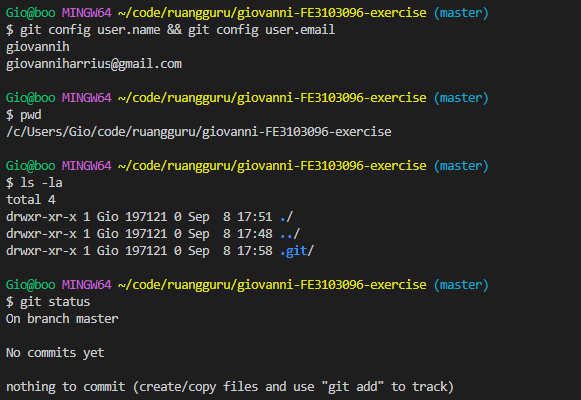 Gio@boo MINGW64 ~/code/ruangguru/giovanni-FE3103096-exercise (master)
$ git config user.name && git config user.email
giovannih
giovanniharrius@gmail.com

Gio@boo MINGW64 ~/code/ruangguru/giovanni-FE3103096-exercise (master)
$ pwd
/c/Users/Gio/code/ruangguru/giovanni-FE3103096-exercise

Gio@boo MINGW64 ~/code/ruangguru/giovanni-FE3103096-exercise (master)
$ ls -la
total 4
drwxr-xr-x 1 Gio 197121 0 Sep  8 17:51 ./
drwxr-xr-x 1 Gio 197121 0 Sep  8 17:48 ../
drwxr-xr-x 1 Gio 197121 0 Sep  8 17:58 .git/

Gio@boo MINGW64 ~/code/ruangguru/giovanni-FE3103096-exercise (master)
$ git status
On branch master

No commits yet

nothing to commit (create/copy files and use "git add" to track)